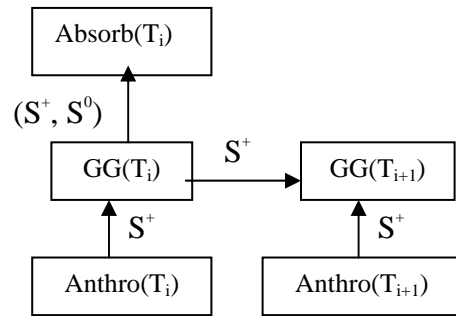 Absorb(Tᵢ)
(S⁺, S⁰)
S⁺
GG(Tᵢ)
GG(Tᵢ₊₁)
S⁺
S⁺
Anthro(Tᵢ)
Anthro(Tᵢ₊₁)